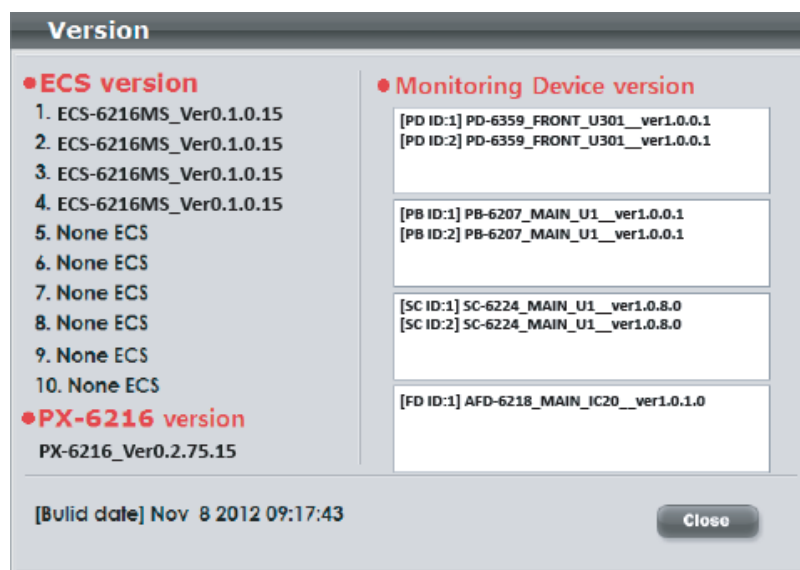 Version
ECS version
1. ECS-6216MS_Ver0.1.0.15
2. ECS-6216MS_Ver0.1.0.15
3. ECS-6216MS_Ver0.1.0.15
4. ECS-6216MS_Ver0.1.0.15
5. None ECS
6. None ECS
7. None ECS
8. None ECS
9. None ECS
10. None ECS
PX-6216 version
PX-6216_Ver0.2.75.15
Monitoring Device version
[PD ID:1] PD-6359_FRONT_U301__ver1.0.0.1
[PD ID:2] PD-6359_FRONT_U301__ver1.0.0.1
[PB ID:1] PB-6207_MAIN_U1__ver1.0.0.1
[PB ID:2] PB-6207_MAIN_U1__ver1.0.0.1
[SC ID:1] SC-6224_MAIN_U1__ver1.0.8.0
[SC ID:2] SC-6224_MAIN_U1__ver1.0.8.0
[FD ID:1] AFD-6218_MAIN_IC20__ver1.0.1.0
[Bulid date] Nov 8 2012 09:17:43
Close